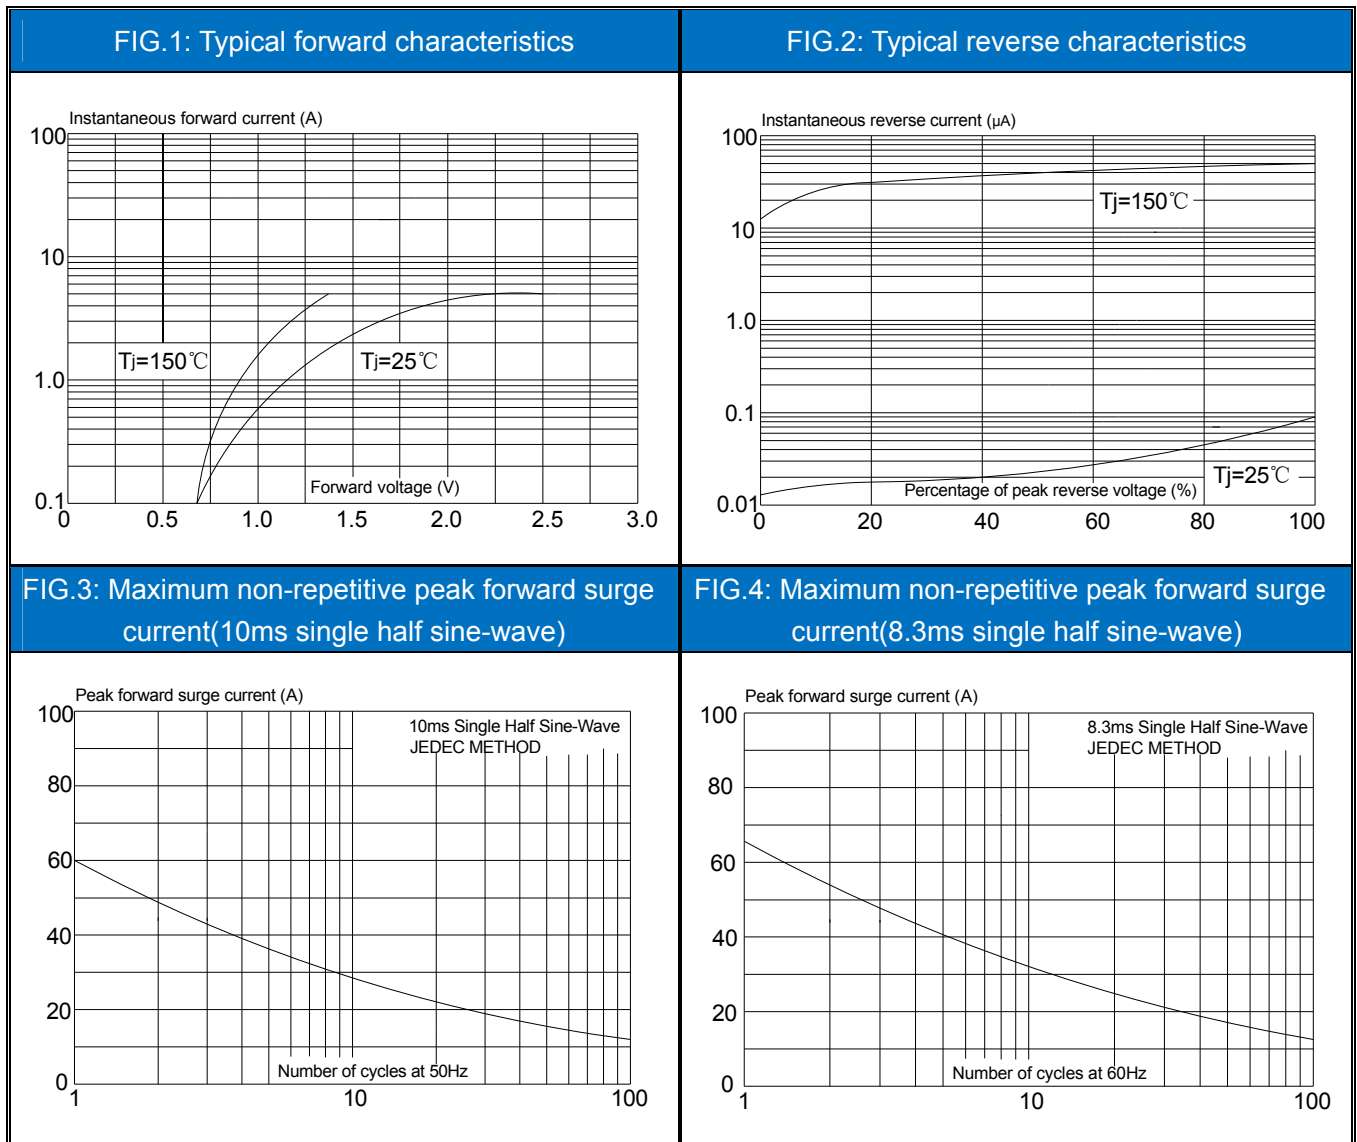 FIG.1: Typical forward characteristics
FIG.2: Typical reverse characteristics
Instantaneous forward current (A)
100
10
1.0
0.1
Tj=150℃
Tj=25℃
Forward voltage (V)
0 0.5 1.0 1.5 2.0 2.5 3.0
Instantaneous reverse current (μA)
100
10
1.0
0.1
0.01
Tj=150℃
Tj=25℃
Percentage of peak reverse voltage (%)
0 20 40 60 80 100
FIG.3: Maximum non-repetitive peak forward surge
current(10ms single half sine-wave)
FIG.4: Maximum non-repetitive peak forward surge
current(8.3ms single half sine-wave)
Peak forward surge current (A)
10ms Single Half Sine-Wave
JEDEC METHOD
100
80
60
40
20
0
Number of cycles at 50Hz
1 10 100
Peak forward surge current (A)
8.3ms Single Half Sine-Wave
JEDEC METHOD
100
80
60
40
20
0
Number of cycles at 60Hz
1 10 100